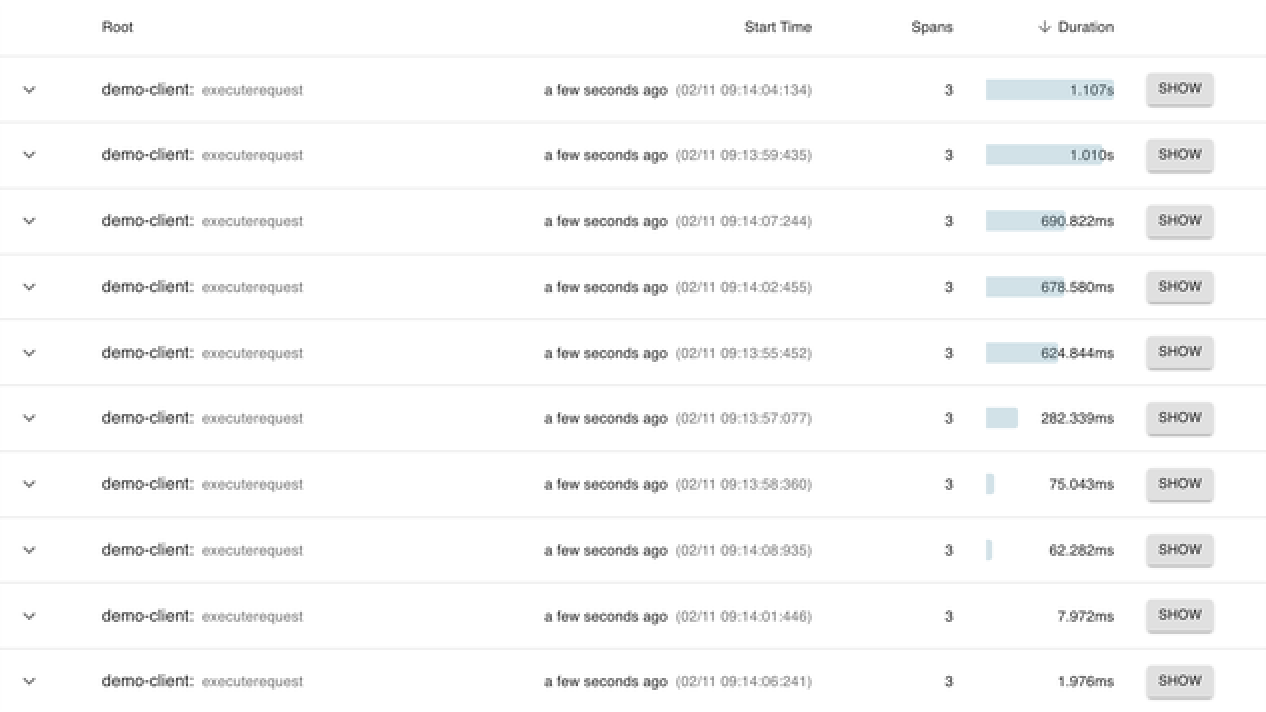 Root Start Time Spans Duration
demo-client: executerequest a few seconds ago (02/11 09:14:04:134) 3 1.107s SHOW
demo-client: executerequest a few seconds ago (02/11 09:13:59:435) 3 1.010s SHOW
demo-client: executerequest a few seconds ago (02/11 09:14:07:244) 3 690.822ms SHOW
demo-client: executerequest a few seconds ago (02/11 09:14:02:455) 3 678.580ms SHOW
demo-client: executerequest a few seconds ago (02/11 09:13:55:452) 3 624.844ms SHOW
demo-client: executerequest a few seconds ago (02/11 09:13:57:077) 3 282.339ms SHOW
demo-client: executerequest a few seconds ago (02/11 09:13:58:360) 3 75.043ms SHOW
demo-client: executerequest a few seconds ago (02/11 09:14:08:935) 3 62.282ms SHOW
demo-client: executerequest a few seconds ago (02/11 09:14:01:446) 3 7.972ms SHOW
demo-client: executerequest a few seconds ago (02/11 09:14:06:241) 3 1.976ms SHOW